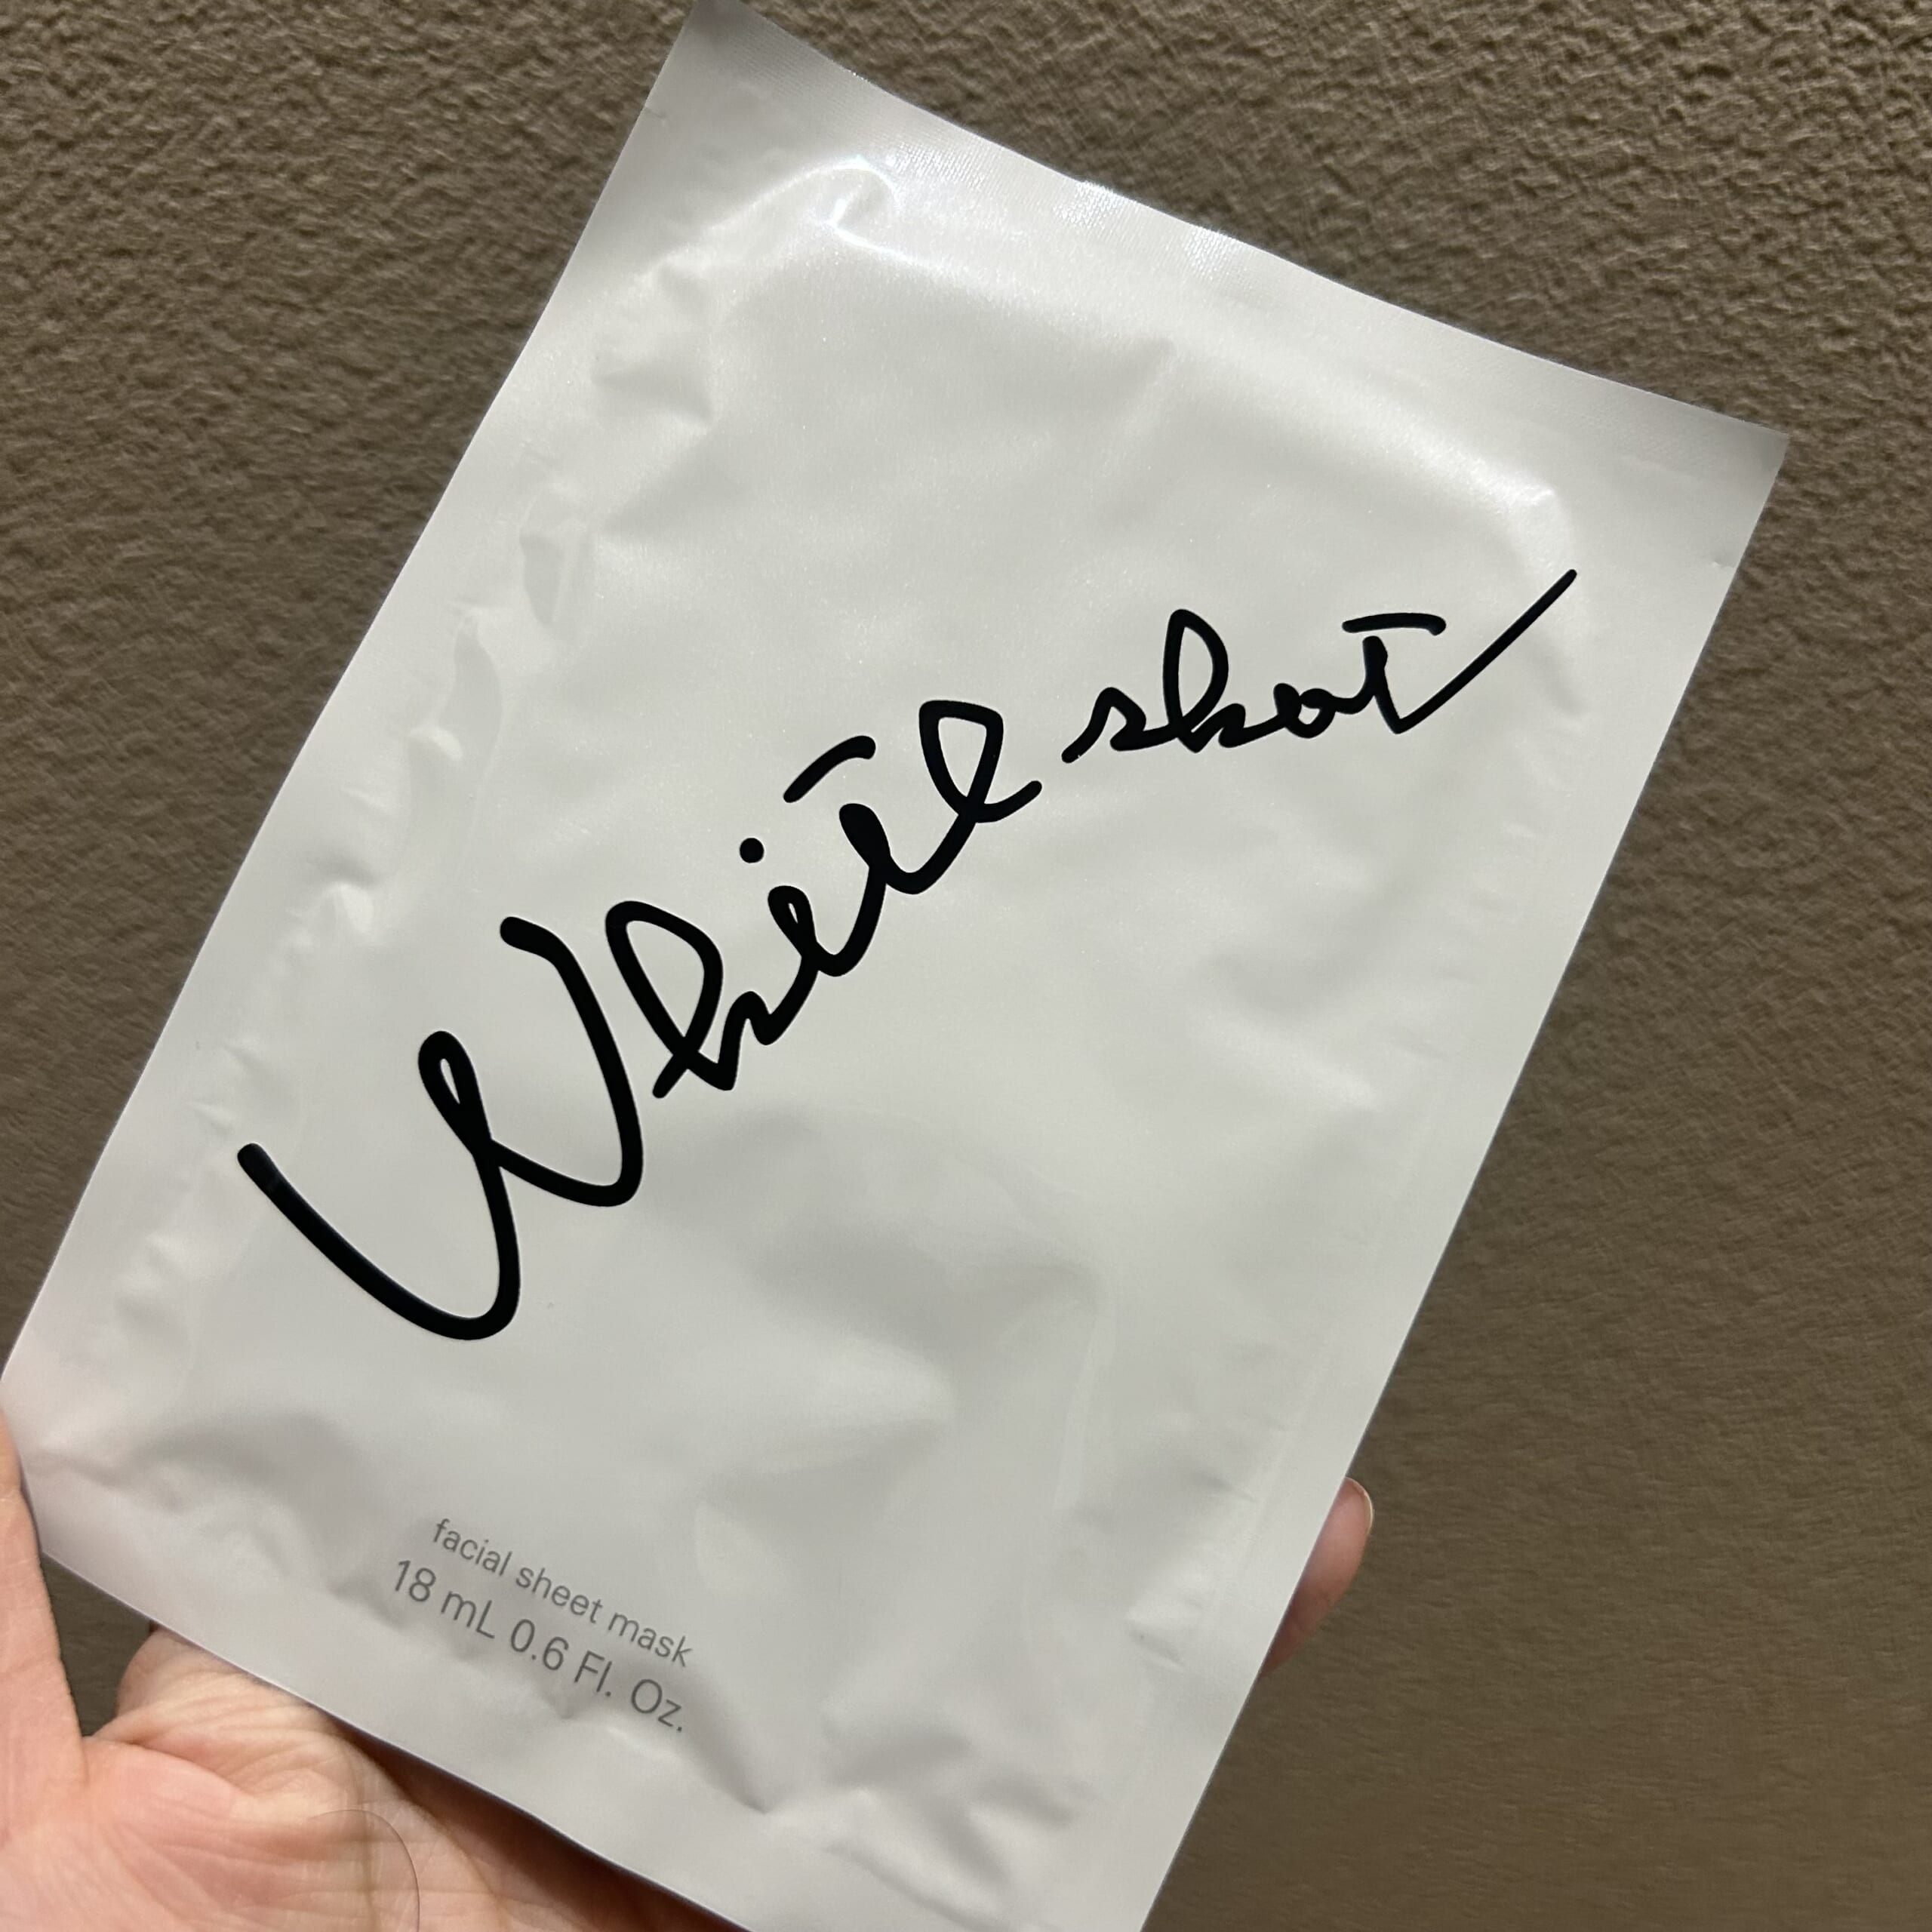 White shot
facial sheet mask
18 mL 0.6 Fl. Oz.